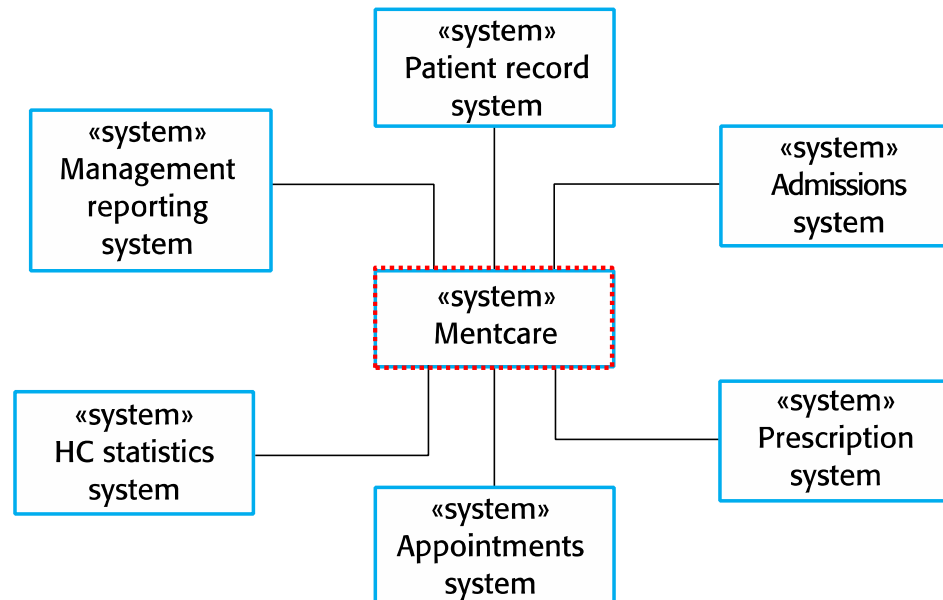 «system»
Patient record
system
«system»
Management
reporting
system
«system»
Admissions
system
«system»
Mentcare
«system»
HC statistics
system
«system»
Prescription
system
«system»
Appointments
system